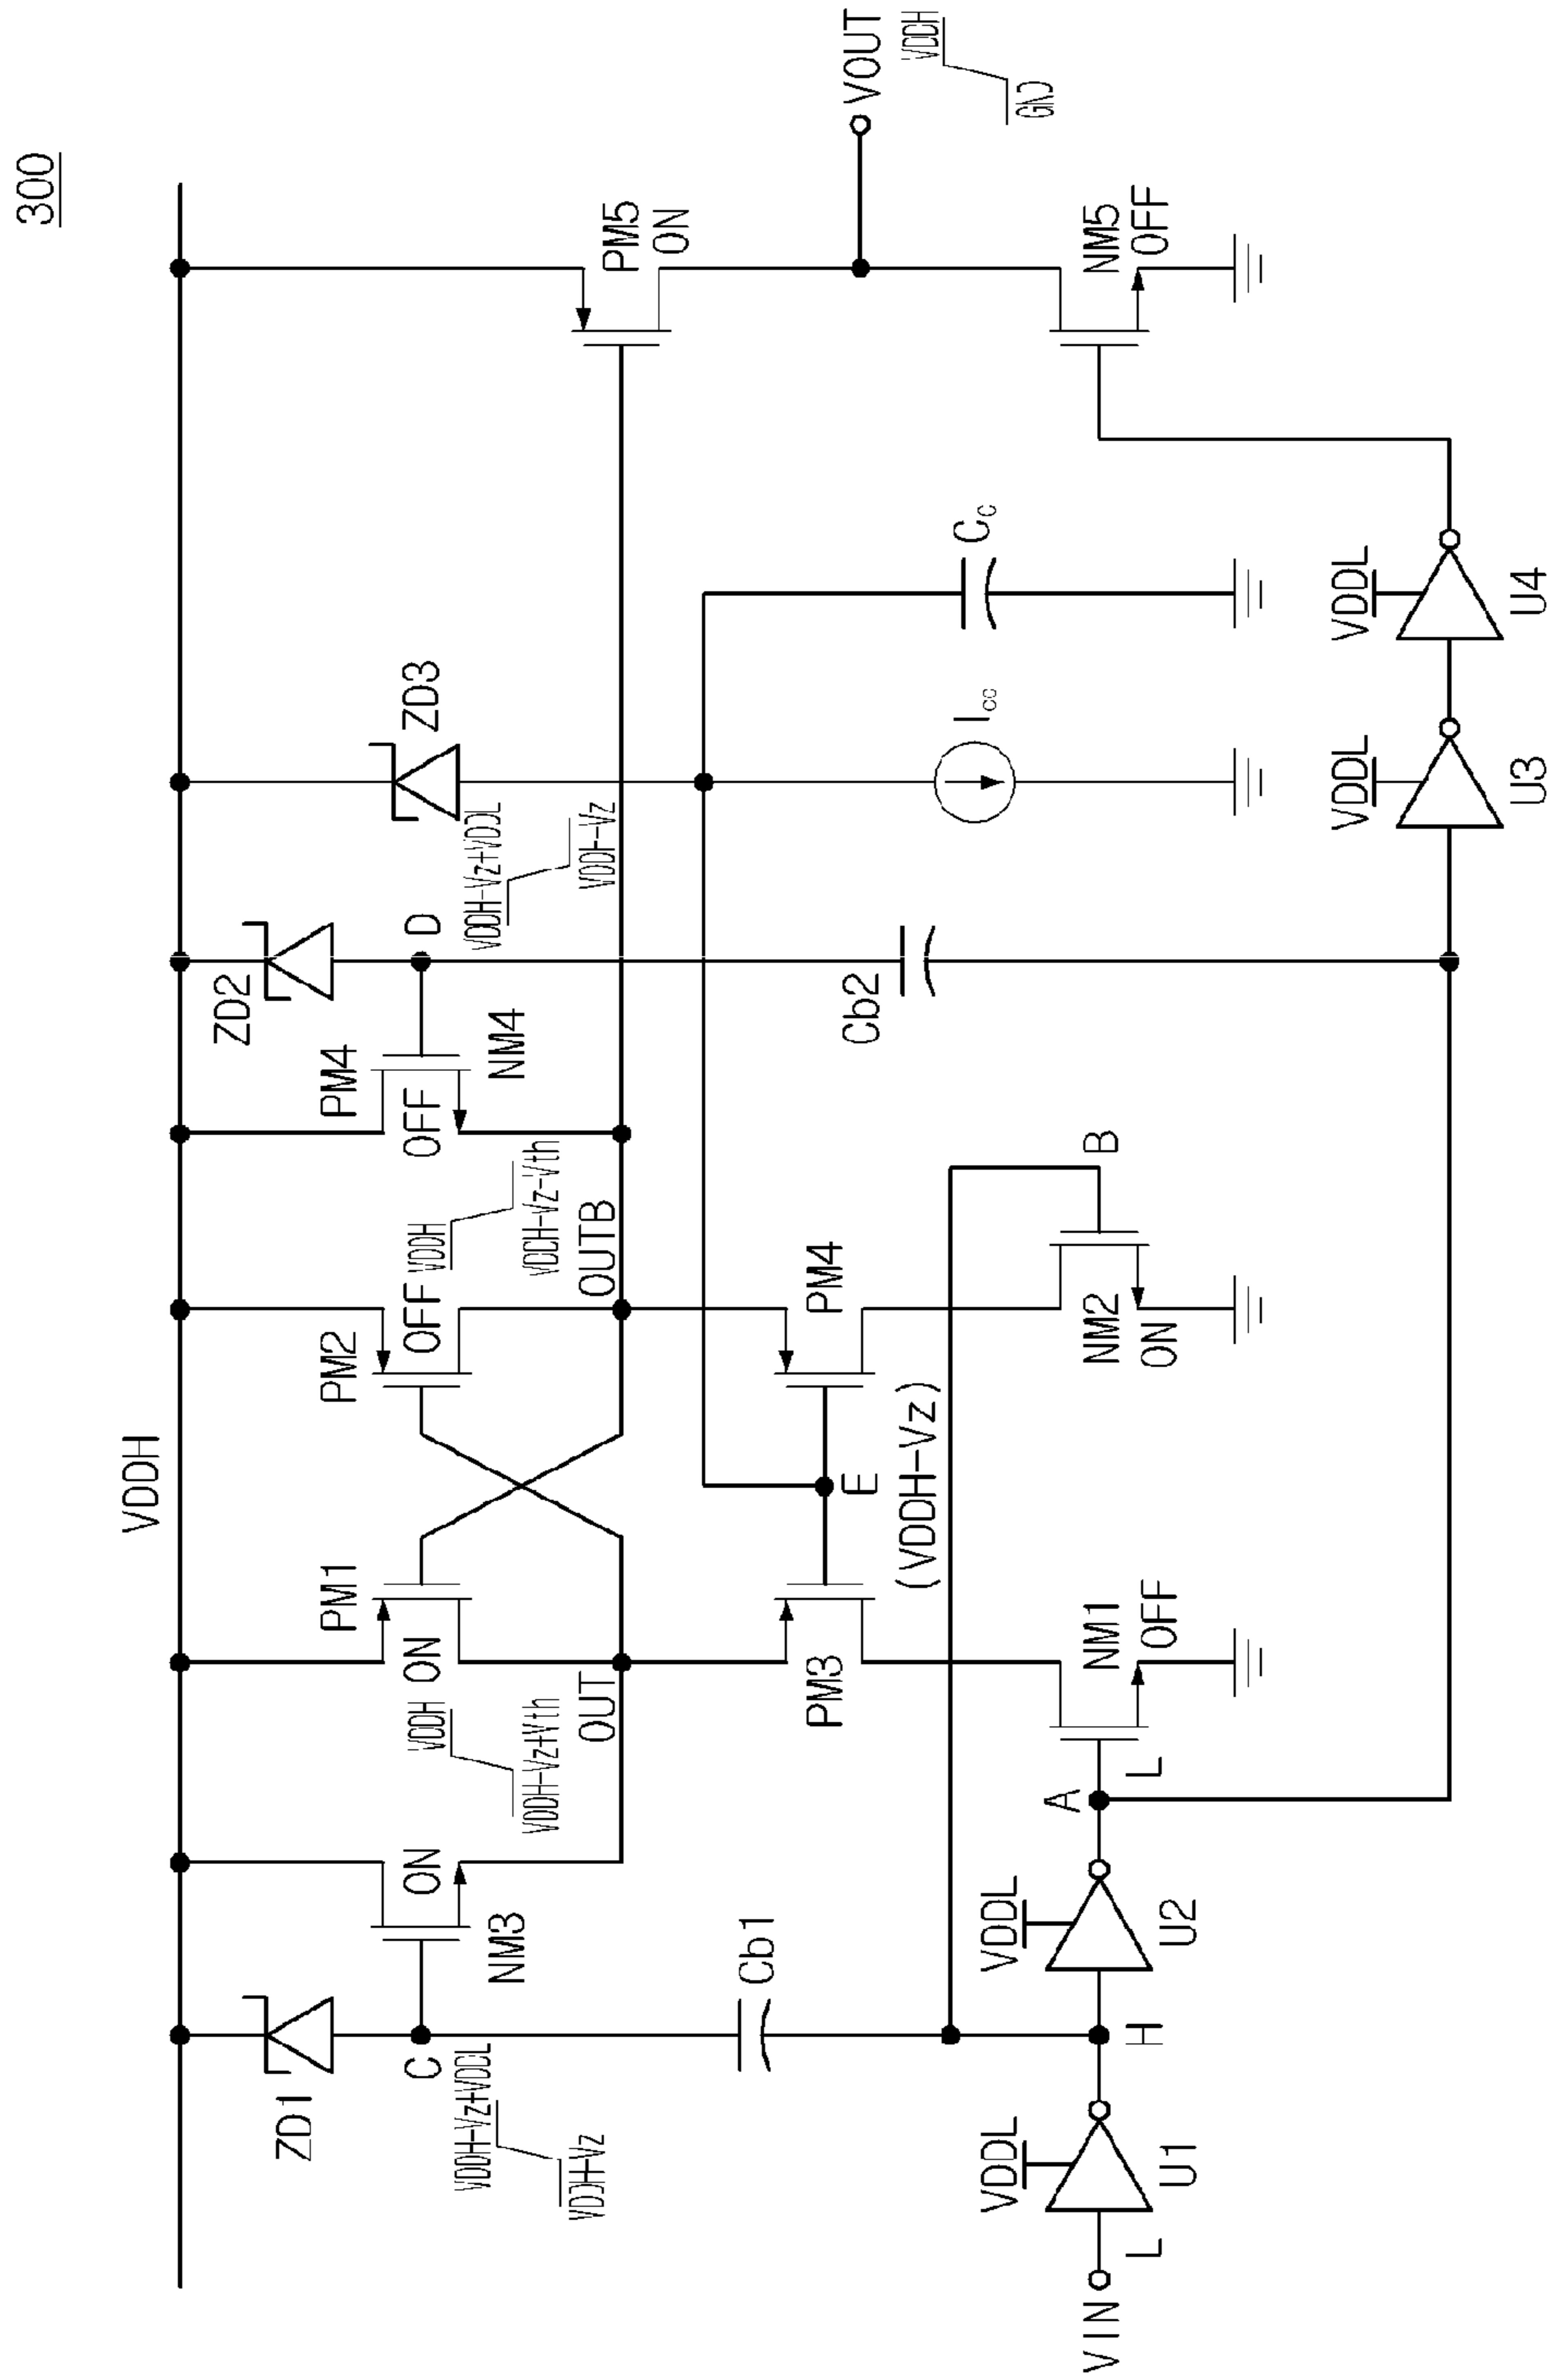 300
VDDH
ZD1
C
VDDH-Vz+VDDL
VDDH-Vz
NM3
ON
VDDH
VDDH-Vz+Vth
OUT
PM1
ON
PM2
OFF
VDDH
VDDH-Vz-Vth
OUTB
PM4
OFF
NM4
ZD2
D
VDDH-Vz+VDDL
VDDH-Vz
ZD3
PM5
ON
VOUT
VDDH
GND
Cb1
PM3
E
(VDDH-Vz)
PM4
Cb2
Icc
Cc
NM5
OFF
VIN
L
VDDL
U1
H
VDDL
U2
A
L
NM1
OFF
NM2
ON
B
VDDL
U3
VDDL
U4